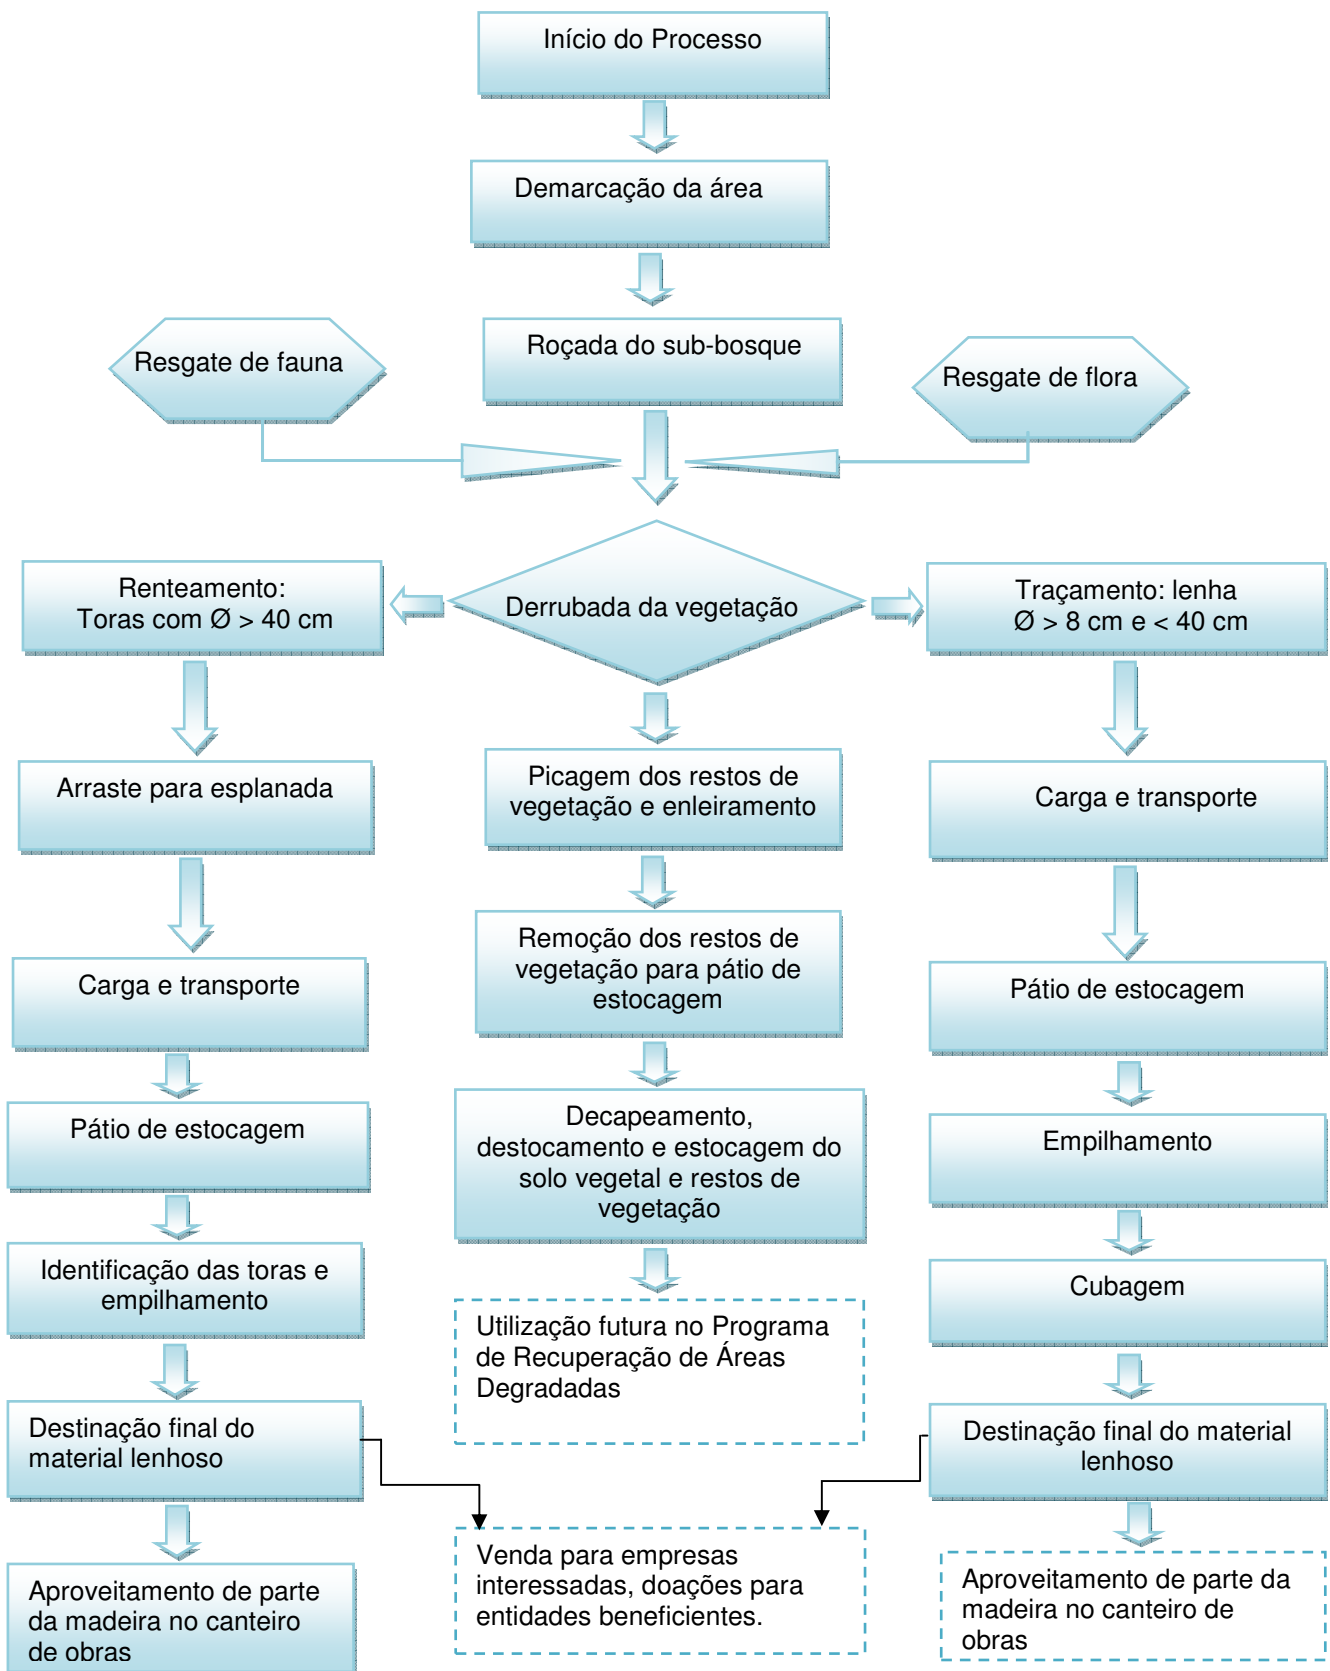 Início do Processo
Demarcação da área
Roçada do sub-bosque
Resgate de fauna
Resgate de flora
Derrubada da vegetação
Renteamento:
Toras com Ø > 40 cm
Arraste para esplanada
Carga e transporte
Pátio de estocagem
Identificação das toras e
empilhamento
Destinação final do
material lenhoso
Aproveitamento de parte
da madeira no canteiro
de obras
Picagem dos restos de
vegetação e enleiramento
Remoção dos restos de
vegetação para pátio de
estocagem
Decapeamento,
destocamento e estocagem do
solo vegetal e restos de
vegetação
Utilização futura no Programa
de Recuperação de Áreas
Degradadas
Venda para empresas
interessadas, doações para
entidades beneficientes.
Traçamento: lenha
Ø > 8 cm e < 40 cm
Carga e transporte
Pátio de estocagem
Empilhamento
Cubagem
Destinação final do material
lenhoso
Aproveitamento de parte da
madeira no canteiro de
obras